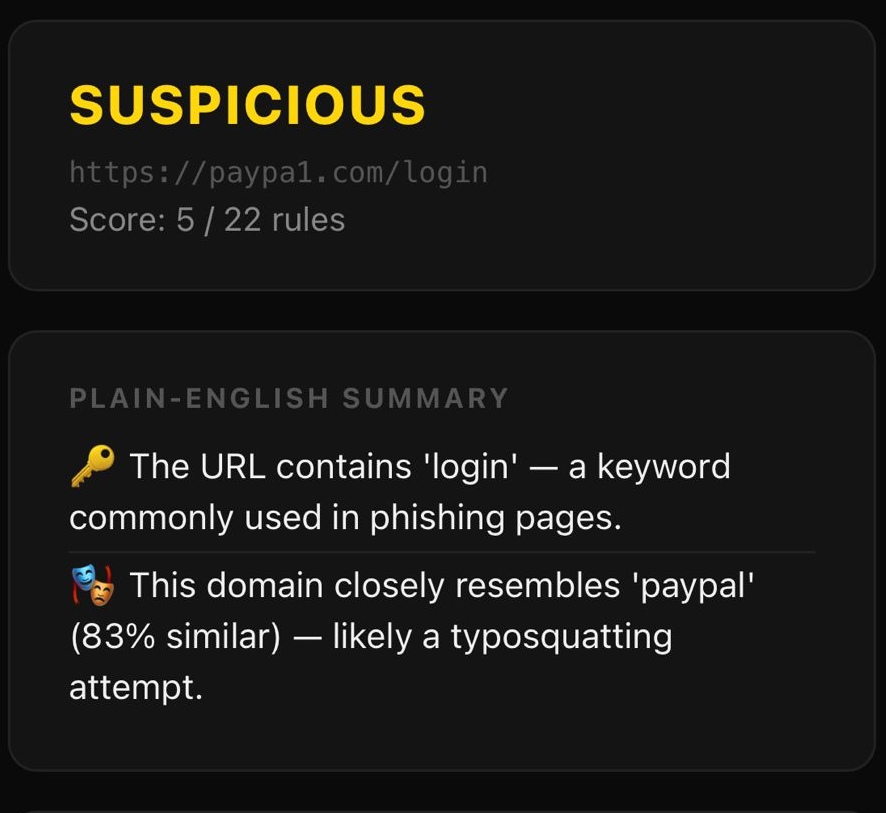 SUSPICIOUS
https://paypa1.com/login
Score: 5 / 22 rules
PLAIN-ENGLISH SUMMARY
🔑 The URL contains 'login' — a keyword
commonly used in phishing pages.
🎭 This domain closely resembles 'paypal'
(83% similar) — likely a typosquatting
attempt.